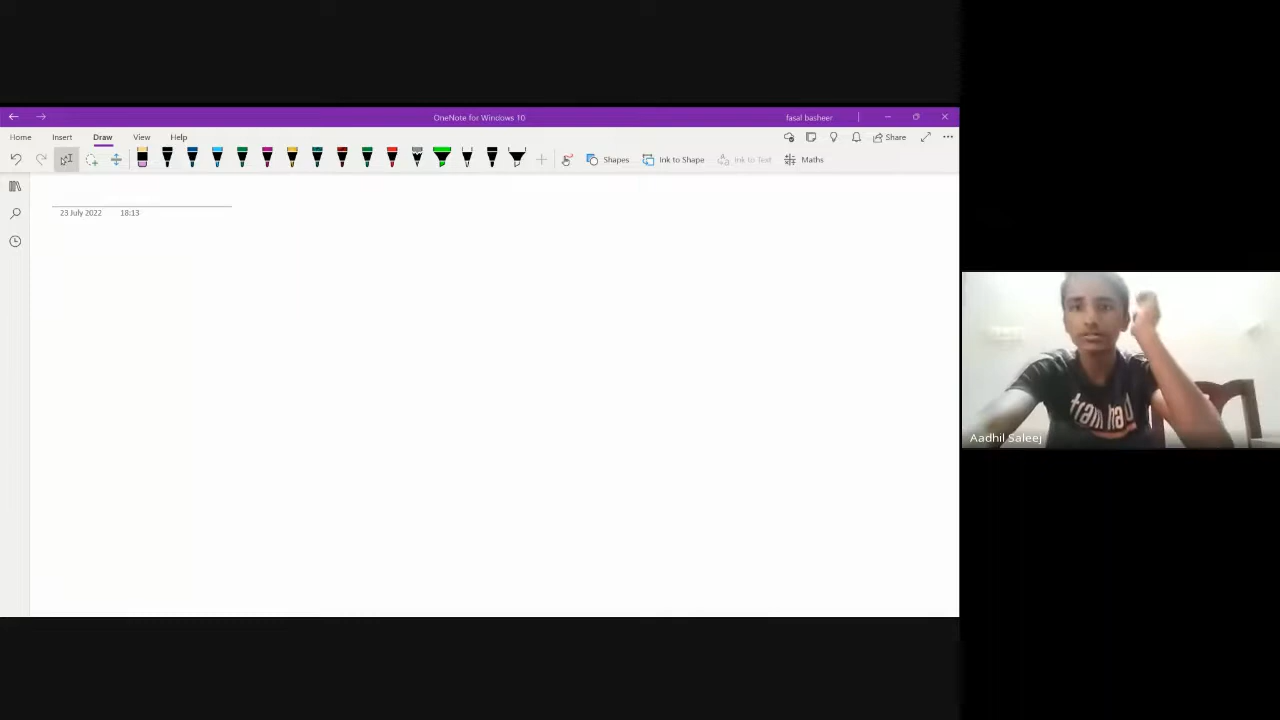 OneNote for Windows 10
fasal basheer
Home Insert Draw View Help
Share
Shapes Ink to Shape Ink to Text Maths
23 July 2022 18:13
Aadhil Saleej